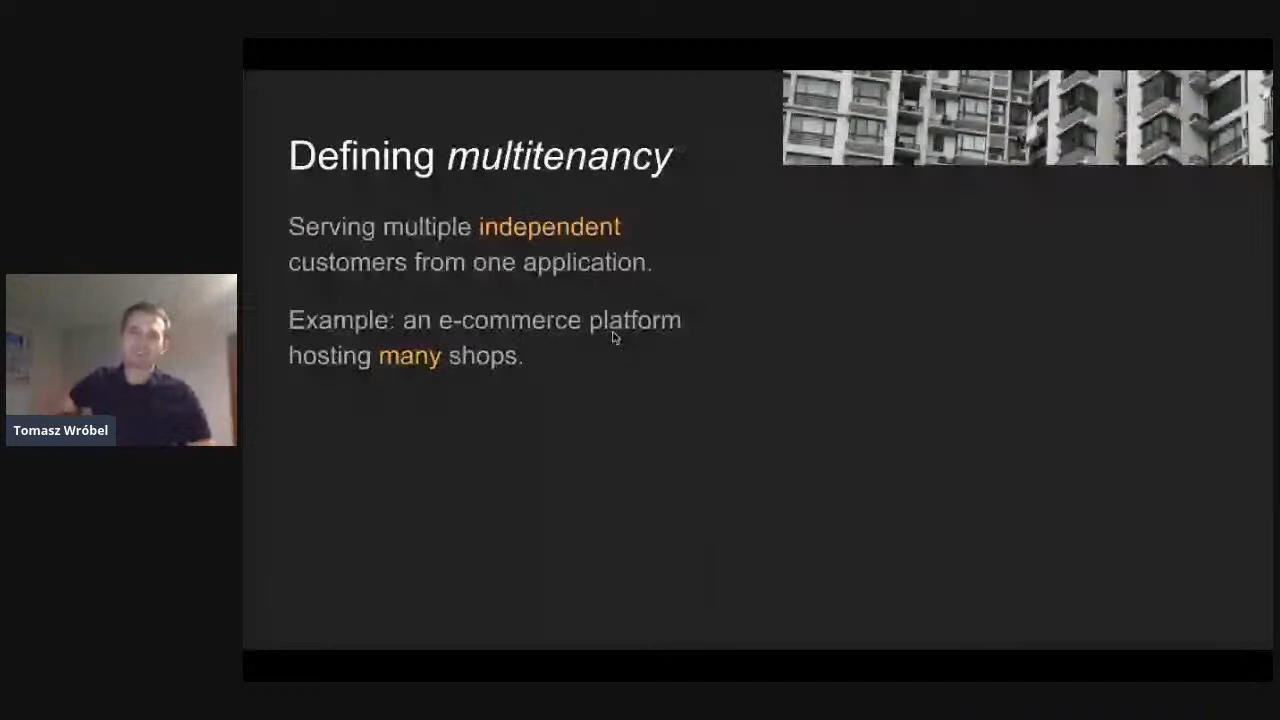 Defining multitenancy
Serving multiple independent
customers from one application.
Example: an e-commerce platform
hosting many shops.
Tomasz Wróbel